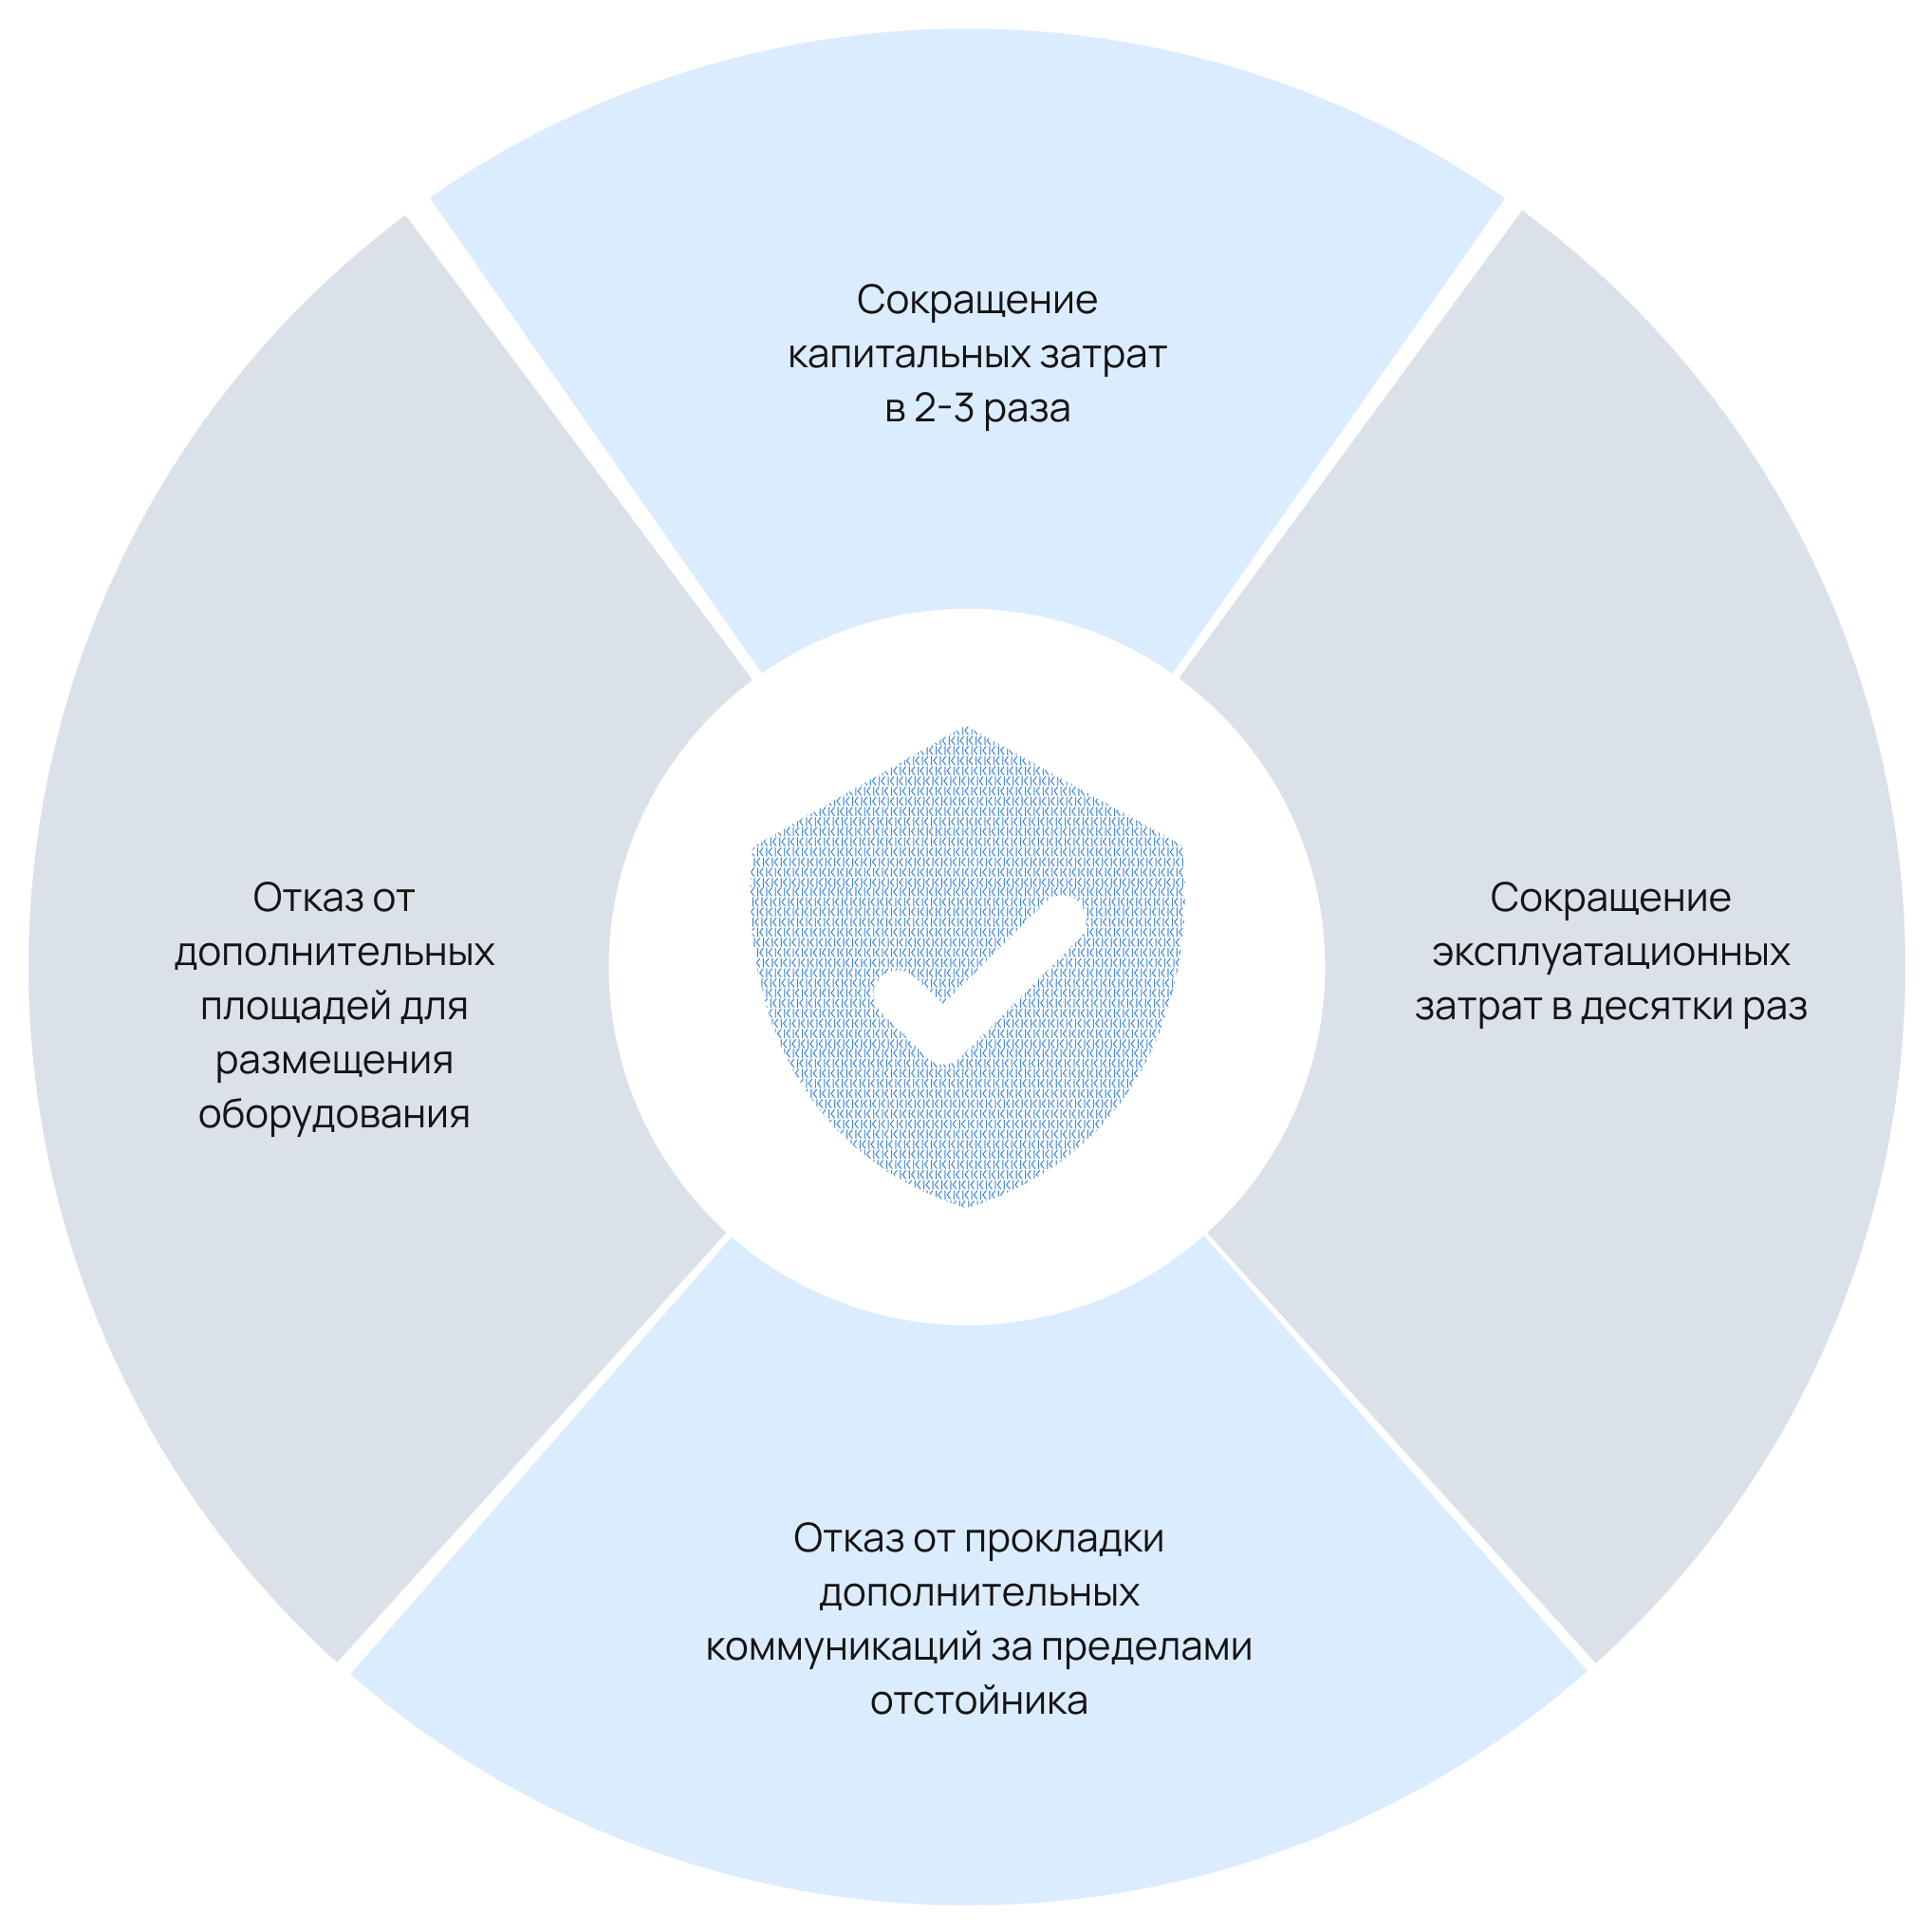 Сокращение
капитальных затрат
в 2-3 раза
Отказ от
дополнительных
площадей для
размещения
оборудования
Сокращение
эксплуатационных
затрат в десятки раз
Отказ от прокладки
дополнительных
коммуникаций за пределами
отстойника